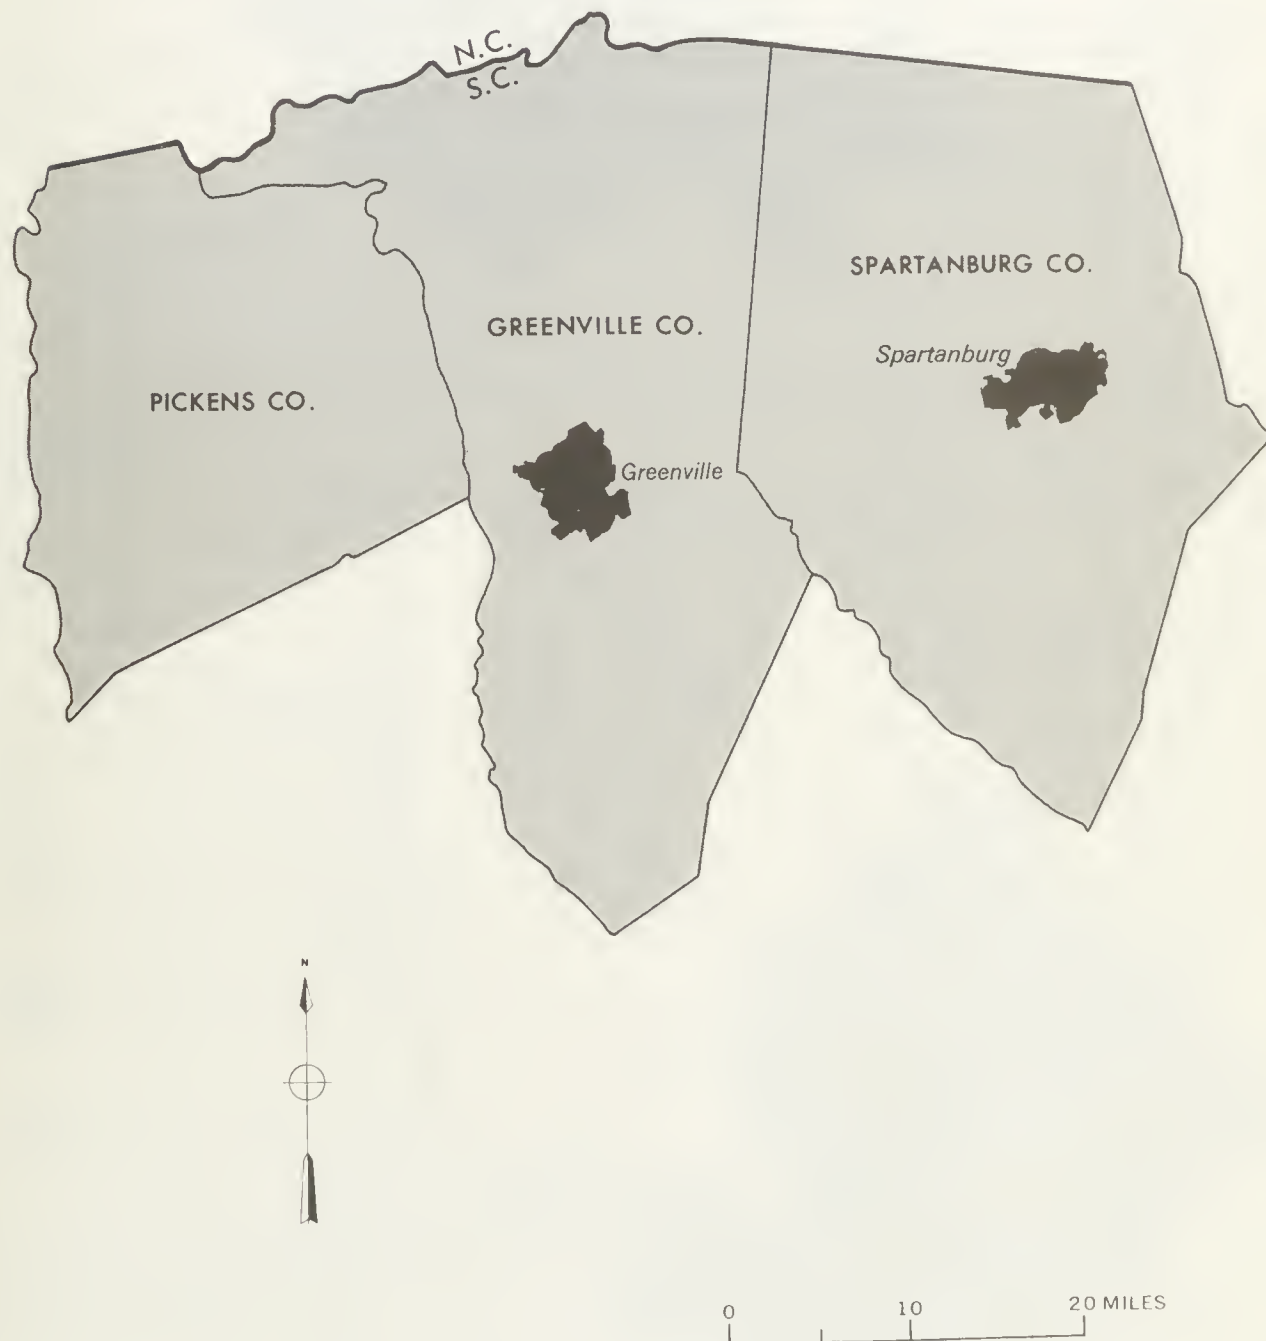 N.C.
S.C.
SPARTANBURG CO.
GREENVILLE CO.
Spartanburg
PICKENS CO.
Greenville
N
0 10 20 MILES